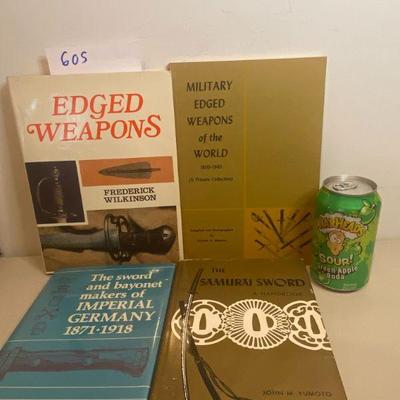 605
EDGED
WEAPONS
FREDERICK
WILKINSON
MILITARY
EDGED
WEAPONS
of the
WORLD
(A Private Collection)
WARHEADS
SOUR!
Green Apple
Soda
The sword
and bayonet
makers of
IMPERIAL
GERMANY
1871-1918
THE
SAMURAI SWORD
A HANDBOOK
JOHN M. YUMOTO